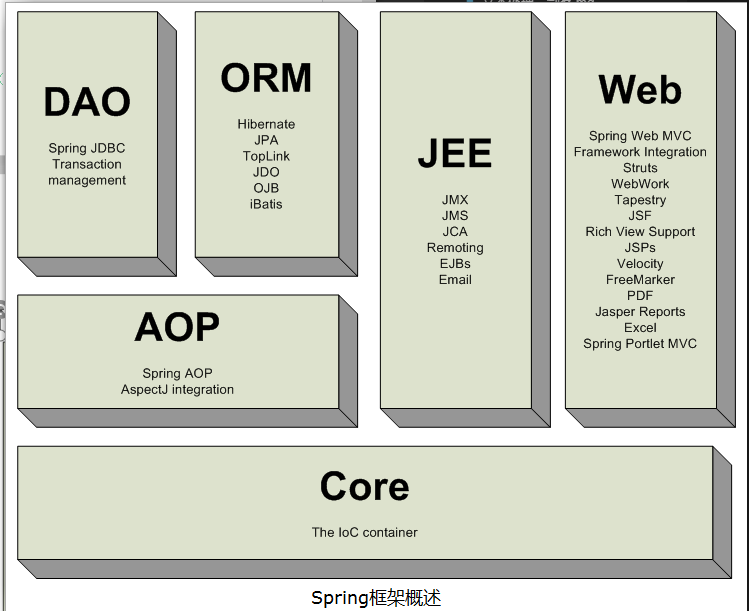 DAO
Spring JDBC
Transaction
management
ORM
Hibernate
JPA
TopLink
JDO
OJB
iBatis
JEE
JMX
JMS
JCA
Remoting
EJBs
Email
Web
Spring Web MVC
Framework Integration
Struts
WebWork
Tapestry
JSF
Rich View Support
JSPs
Velocity
FreeMarker
PDF
Jasper Reports
Excel
Spring Portlet MVC
AOP
Spring AOP
AspectJ integration
Core
The IoC container
Spring框架概述